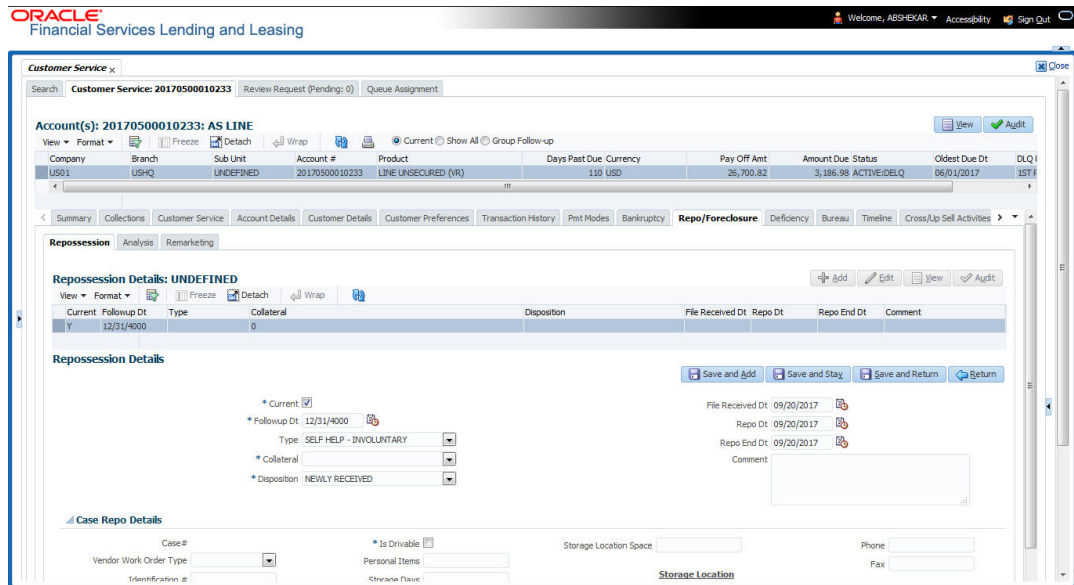 ORACLE®
Financial Services Lending and Leasing
Welcome, ABSHEKAR Accessibility Sign Out
Customer Service x
Close
Search Customer Service: 20170500010233 Review Request (Pending: 0) Queue Assignment
Account(s): 20170500010233: AS LINE
View Audit
View Format Freeze Detach Wrap Current Show All Group Follow-up
Company Branch Sub Unit Account # Product Days Past Due Currency Pay Off Amt Amount Due Status Oldest Due Dt DLQ
US01 USHQ UNDEFINED 20170500010233 LINE UNSECURED (VR) 110 USD 26,700.82 3,186.98 ACTIVE:DELQ 06/01/2017 1ST
Summary Collections Customer Service Account Details Customer Details Customer Preferences Transaction History Pmt Modes Bankruptcy Repo/Foreclosure Deficiency Bureau Timeline Cross/Up Sell Activities
Repossession Analysis Remarketing
Repossession Details: UNDEFINED
Add Edit View Audit
View Format Freeze Detach Wrap
Current Followup Dt Type Collateral Disposition File Received Dt Repo Dt Repo End Dt Comment
Y 12/31/4000 0
Repossession Details
Save and Add Save and Stay Save and Return Return
* Current
File Received Dt 09/20/2017
* Followup Dt 12/31/4000
Repo Dt 09/20/2017
Type SELF HELP - INVOLUNTARY
Repo End Dt 09/20/2017
* Collateral
Comment
* Disposition NEWLY RECEIVED
Case Repo Details
Case# * Is Drivable Storage Location Space Phone
Vendor Work Order Type Personal Items Fax
Identification # Storage Days Storage Location